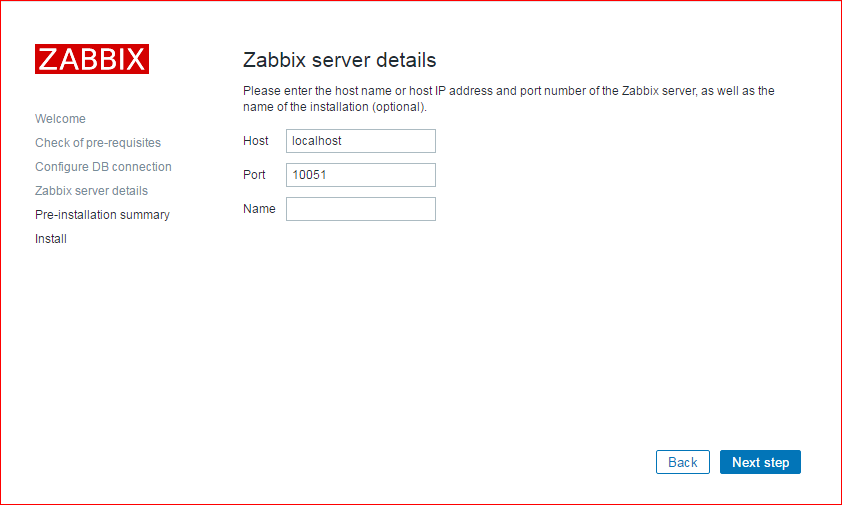 ZABBIX
Welcome
Check of pre-requisites
Configure DB connection
Zabbix server details
Pre-installation summary
Install
Zabbix server details
Please enter the host name or host IP address and port number of the Zabbix server, as well as the
name of the installation (optional).
Host localhost
Port 10051
Name
Back Next step